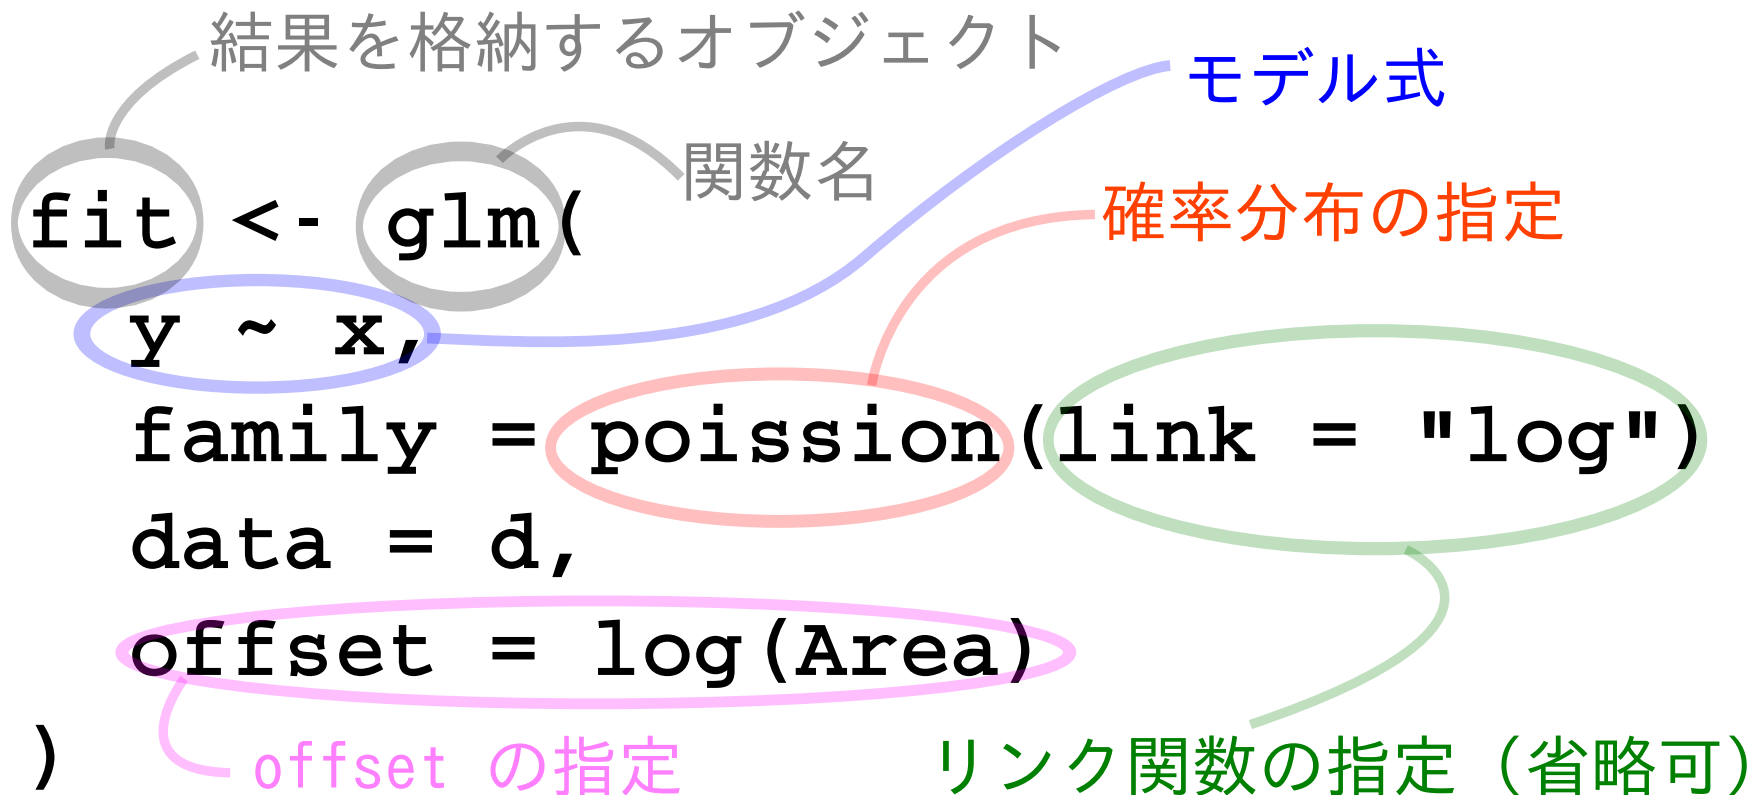 結果を格納するオブジェクト
モデル式
関数名
fit <- glm(
確率分布の指定
y ~ x,
family = poission(link = "log")
data = d,
offset = log(Area)
)
offset の指定
リンク関数の指定（省略可）